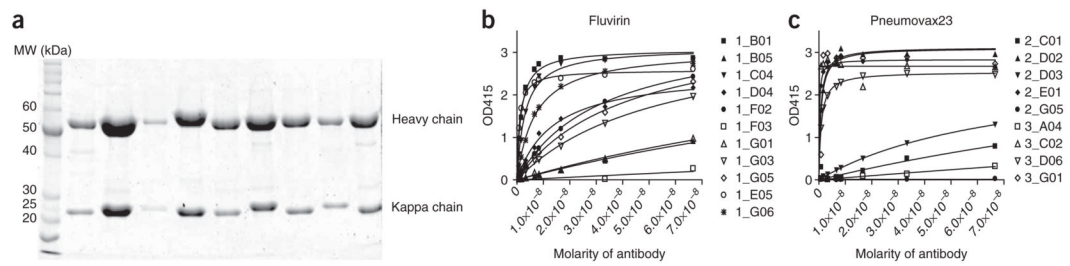 a
MW (kDa)
60
50
40
30
25
20
Heavy chain
Kappa chain
b
Fluvirin
OD415
3
2
1
0
0
1.0×10⁻⁸
2.0×10⁻⁸
3.0×10⁻⁸
4.0×10⁻⁸
5.0×10⁻⁸
6.0×10⁻⁸
7.0×10⁻⁸
Molarity of antibody
1_B01
1_B05
1_C04
1_D04
1_F02
1_F03
1_G01
1_G03
1_G05
1_E05
1_G06
c
Pneumovax23
OD415
3
2
1
0
0
1.0×10⁻⁸
2.0×10⁻⁸
3.0×10⁻⁸
4.0×10⁻⁸
5.0×10⁻⁸
6.0×10⁻⁸
7.0×10⁻⁸
Molarity of antibody
2_C01
2_D02
2_D03
2_E01
2_G05
3_A04
3_C02
3_D06
3_G01